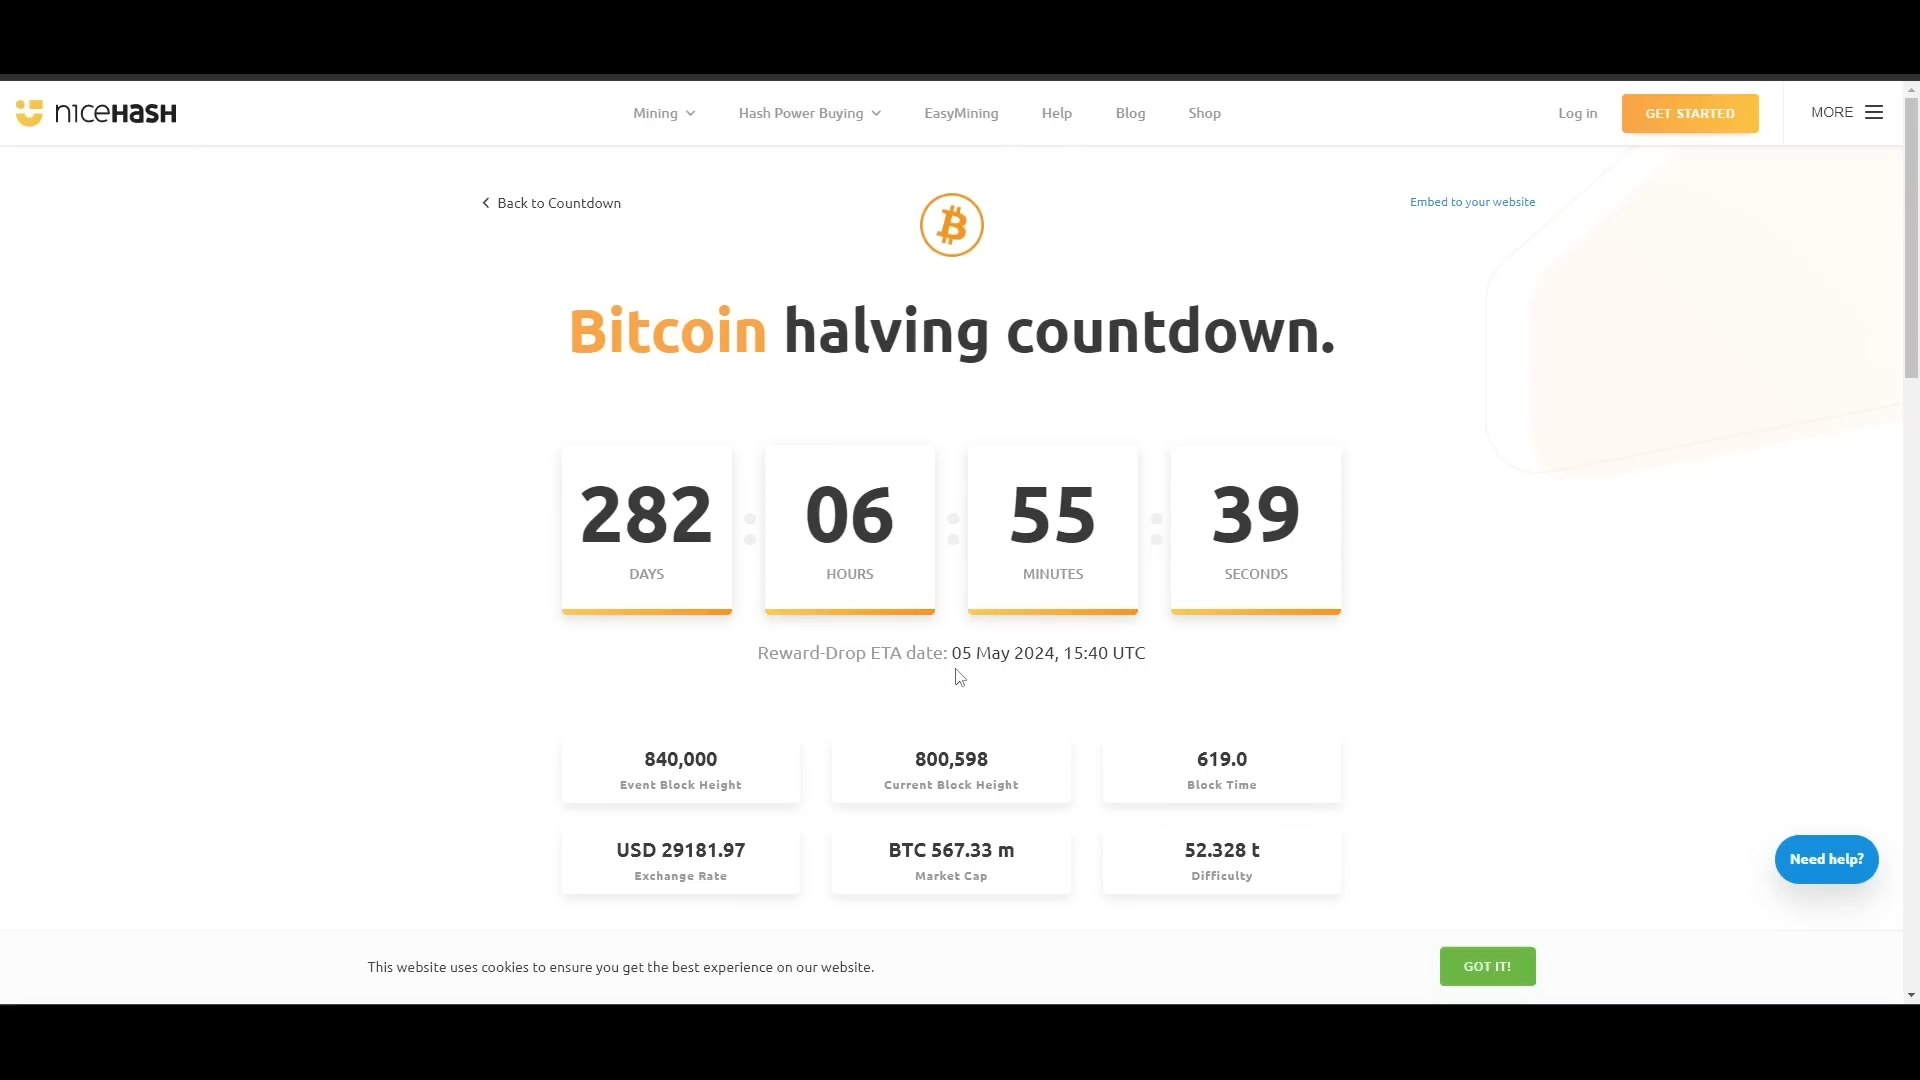 niceHASH
Mining
Hash Power Buying
EasyMining
Help
Blog
Shop
Log in
GET STARTED
MORE
Back to Countdown
Embed to your website
Bitcoin halving countdown.
282 : 06 : 55 : 39
DAYS HOURS MINUTES SECONDS
Reward-Drop ETA date: 05 May 2024, 15:40 UTC
840,000
Event Block Height
800,598
Current Block Height
619.0
Block Time
USD 29181.97
Exchange Rate
BTC 567.33 m
Market Cap
52.328 t
Difficulty
Need help?
This website uses cookies to ensure you get the best experience on our website.
GOT IT!